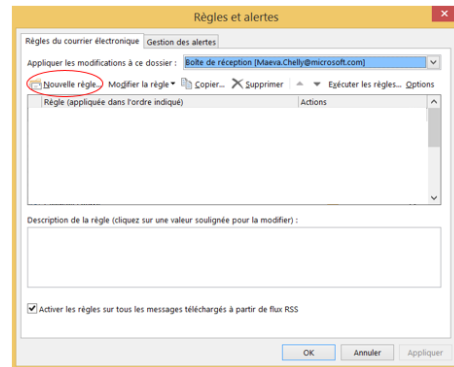 Règles et alertes
Règles du courrier électronique Gestion des alertes
Appliquer les modifications à ce dossier : Boîte de réception [Maeva.Chelly@microsoft.com]
Nouvelle règle... Modifier la règle Copier... Supprimer Exécuter les règles... Options
Règle (appliquée dans l'ordre indiqué) Actions
Description de la règle (cliquez sur une valeur soulignée pour la modifier) :
Activer les règles sur tous les messages téléchargés à partir de flux RSS
OK Annuler Appliquer